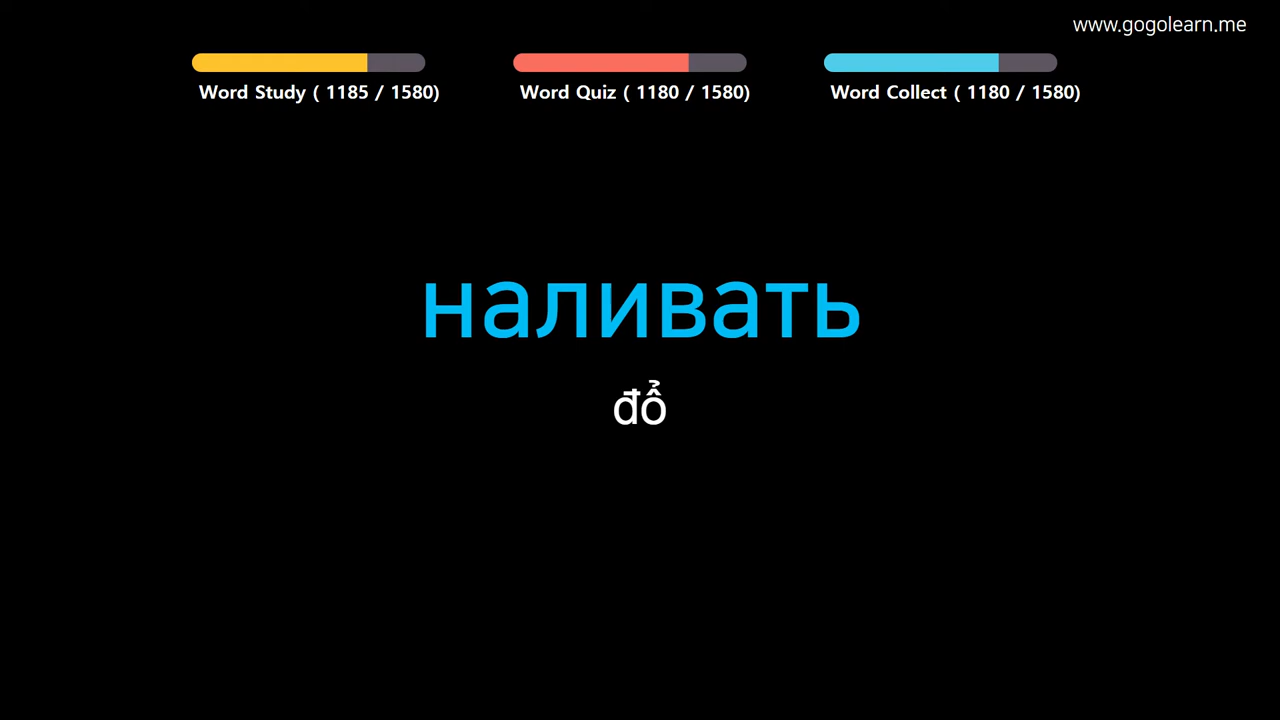 www.gogolearn.me
Word Study ( 1185 / 1580)
Word Quiz ( 1180 / 1580)
Word Collect ( 1180 / 1580)
наливать
đổ